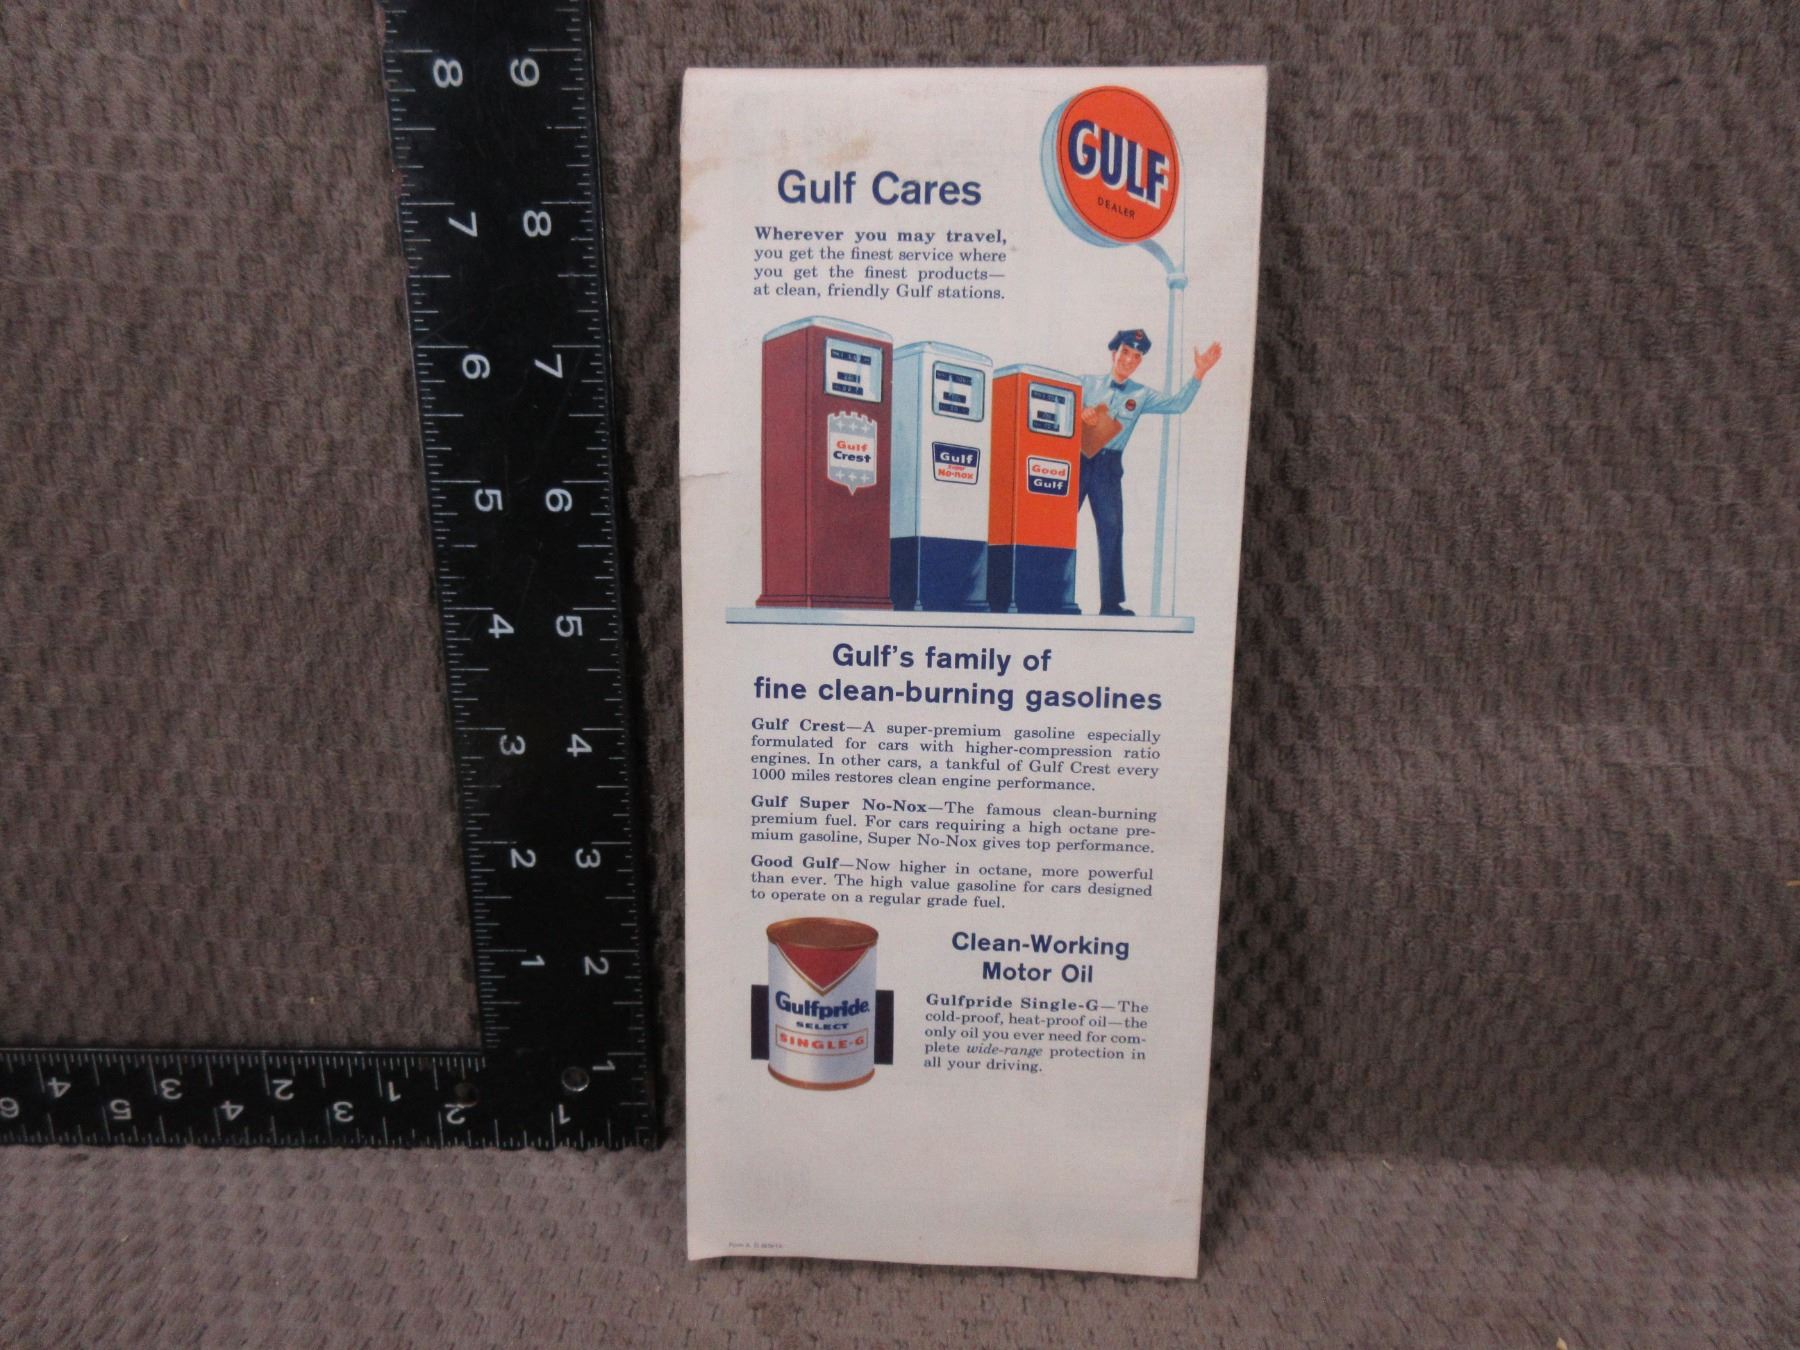 GULF
DEALER
Gulf Cares
Wherever you may travel,
you get the finest service where
you get the finest products—
at clean, friendly Gulf stations.
Gulf
Crest
Gulf
super
No-nox
Good
Gulf
Gulf's family of
fine clean-burning gasolines
Gulf Crest—A super-premium gasoline especially
formulated for cars with higher-compression ratio
engines. In other cars, a tankful of Gulf Crest every
1000 miles restores clean engine performance.
Gulf Super No-Nox—The famous clean-burning
premium fuel. For cars requiring a high octane pre-
mium gasoline, Super No-Nox gives top performance.
Good Gulf—Now higher in octane, more powerful
than ever. The high value gasoline for cars designed
to operate on a regular grade fuel.
Gulfpride
SELECT
SINGLE-G
Clean-Working
Motor Oil
Gulfpride Single-G—The
cold-proof, heat-proof oil—the
only oil you ever need for com-
plete wide-range protection in
all your driving.
8 9
7 8
6 7
5 6
4 5
3 4
2 3
1 2
1
4 3 2 1
6 5 4 3 2 1